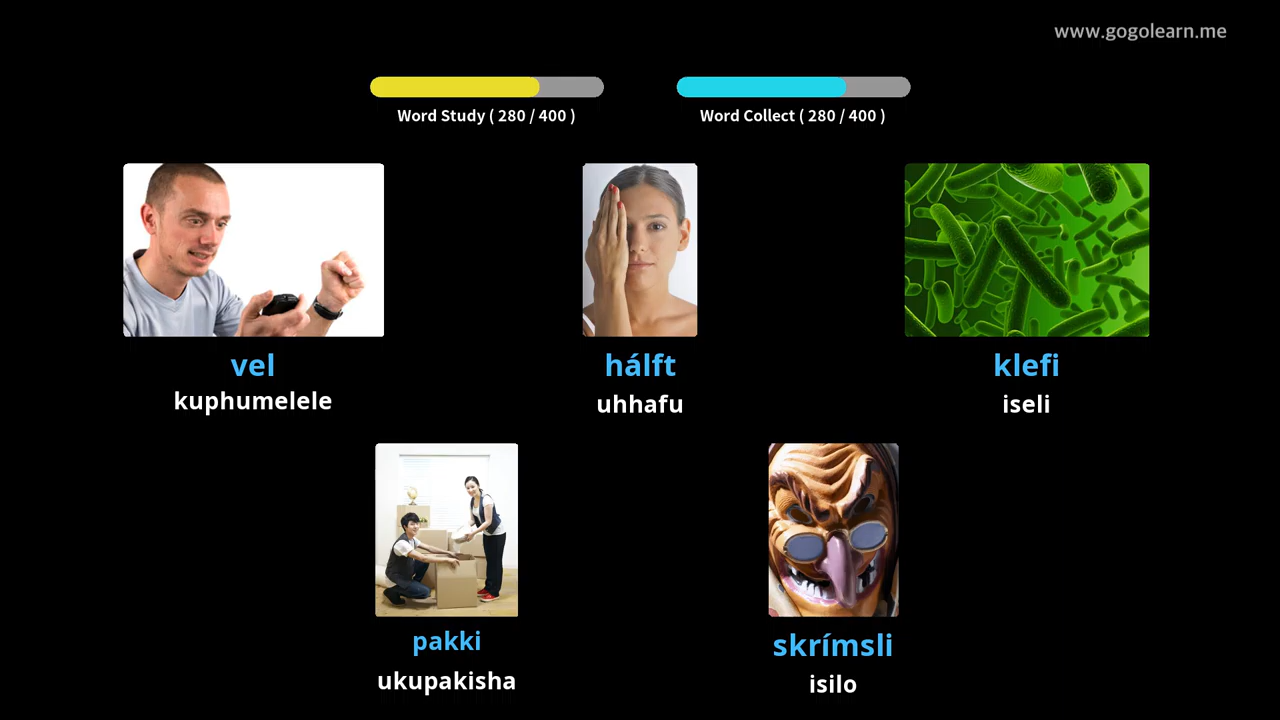 www.gogolearn.me
Word Study ( 280 / 400 )
Word Collect ( 280 / 400 )
vel
kuphumelele
hálft
uhhafu
klefi
iseli
pakki
ukupakisha
skrímsli
isilo